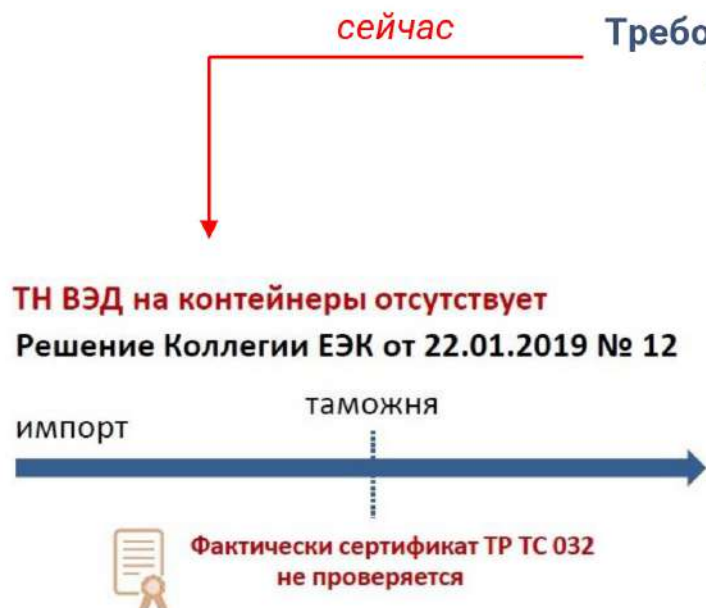 сейчас
Требо
ТН ВЭД на контейнеры отсутствует
Решение Коллегии ЕЭК от 22.01.2019 № 12
таможня
импорт
Фактически сертификат ТР ТС 032
не проверяется